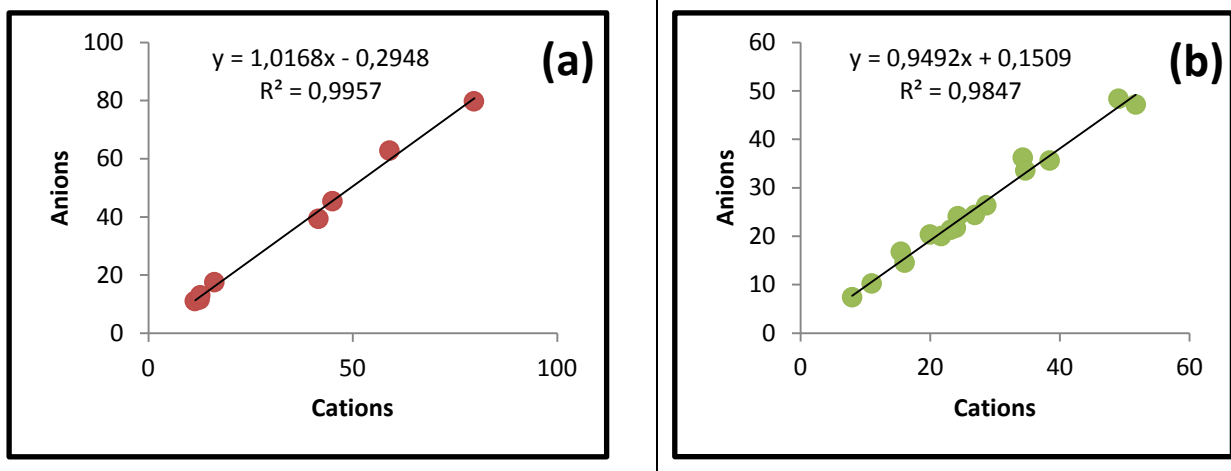 (a)
y = 1,0168x - 0,2948
R² = 0,9957
100
80
60
40
20
0
Anions
0 50 100
Cations
(b)
y = 0,9492x + 0,1509
R² = 0,9847
60
50
40
30
20
10
0
Anions
0 20 40 60
Cations